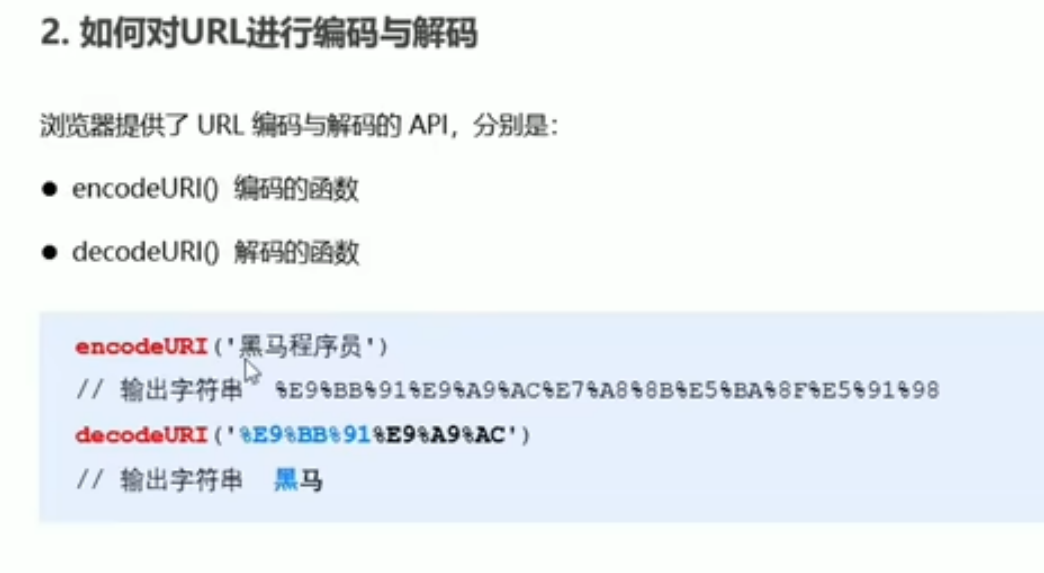 2. 如何对URL进行编码与解码
浏览器提供了 URL 编码与解码的 API，分别是：
● encodeURI() 编码的函数
● decodeURI() 解码的函数
encodeURI('黑马程序员')
// 输出字符串 %E9%BB%91%E9%A9%AC%E7%A8%8B%E5%BA%8F%E5%91%98
decodeURI('%E9%BB%91%E9%A9%AC')
// 输出字符串 黑马